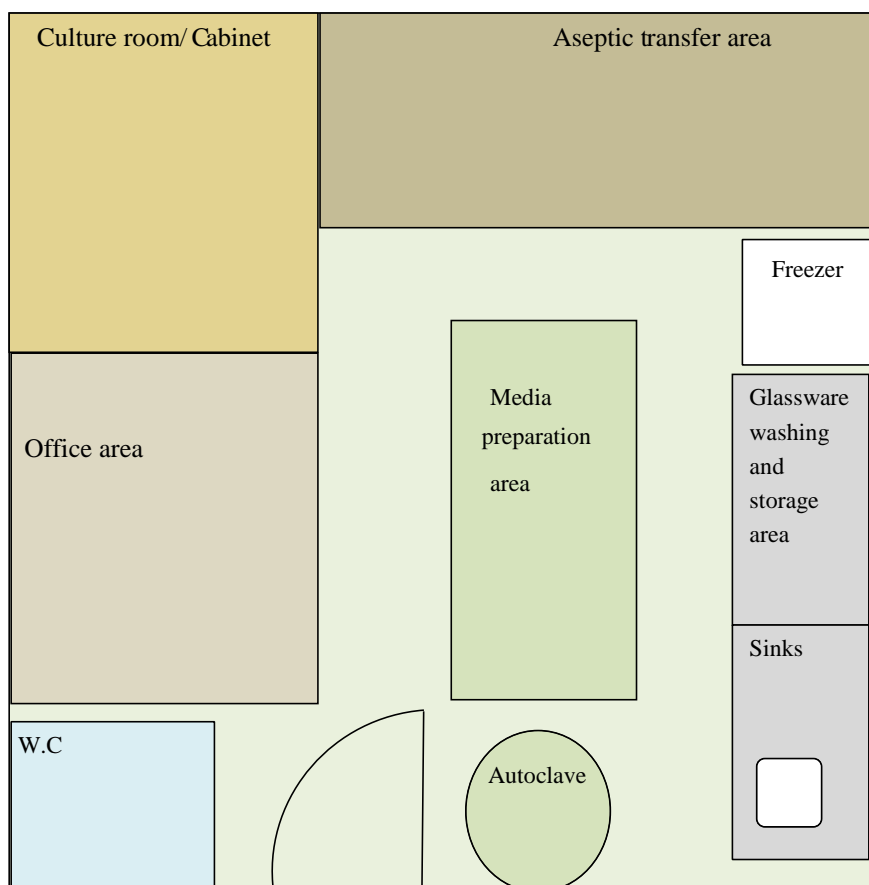 Culture room/ Cabinet
Aseptic transfer area
Freezer
Media
preparation
area
Glassware
washing
and
storage
area
Office area
Sinks
W.C
Autoclave